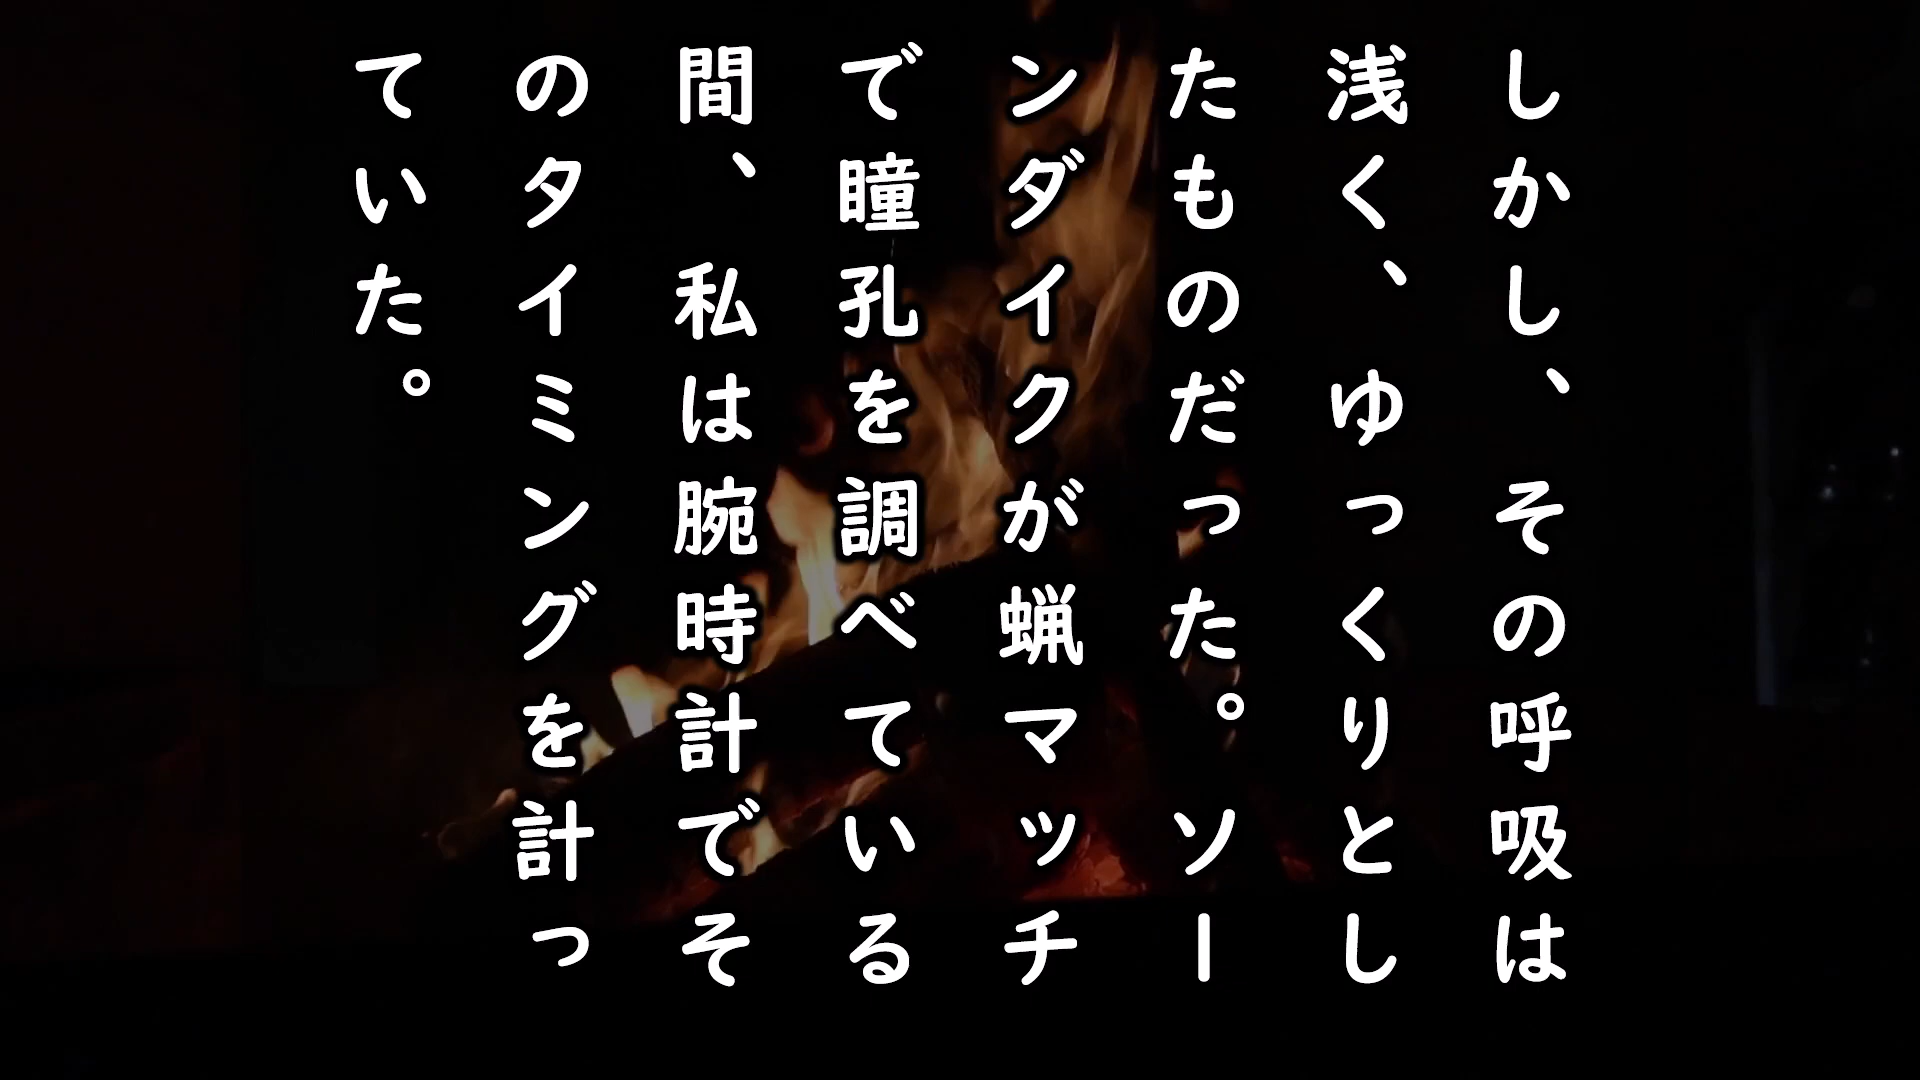 しかし、その呼吸は
浅く、ゆっくりとし
たものだった。ソー
ンダイクが蝋マッチ
で瞳孔を調べている
間、私は腕時計でそ
のタイミングを計っ
ていた。